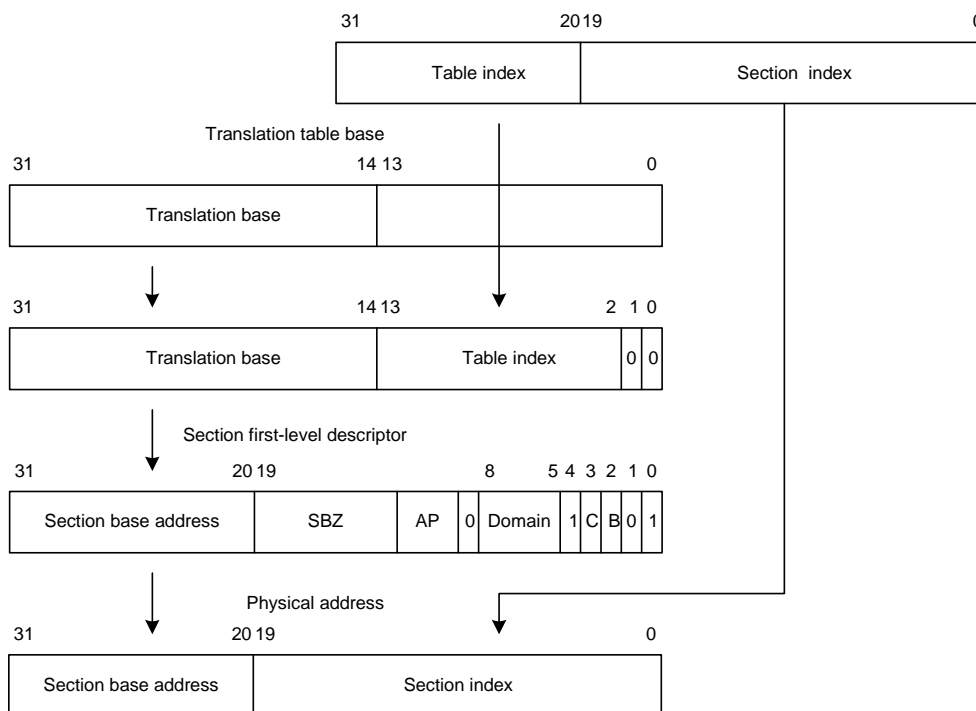 31 20 19 0
Table index Section index
Translation table base
31 14 13 0
Translation base
31 14 13 2 1 0
Translation base Table index 0 0
Section first-level descriptor
31 20 19 8 5 4 3 2 1 0
Section base address SBZ AP 0 Domain 1 C B 0 1
Physical address
31 20 19 0
Section base address Section index